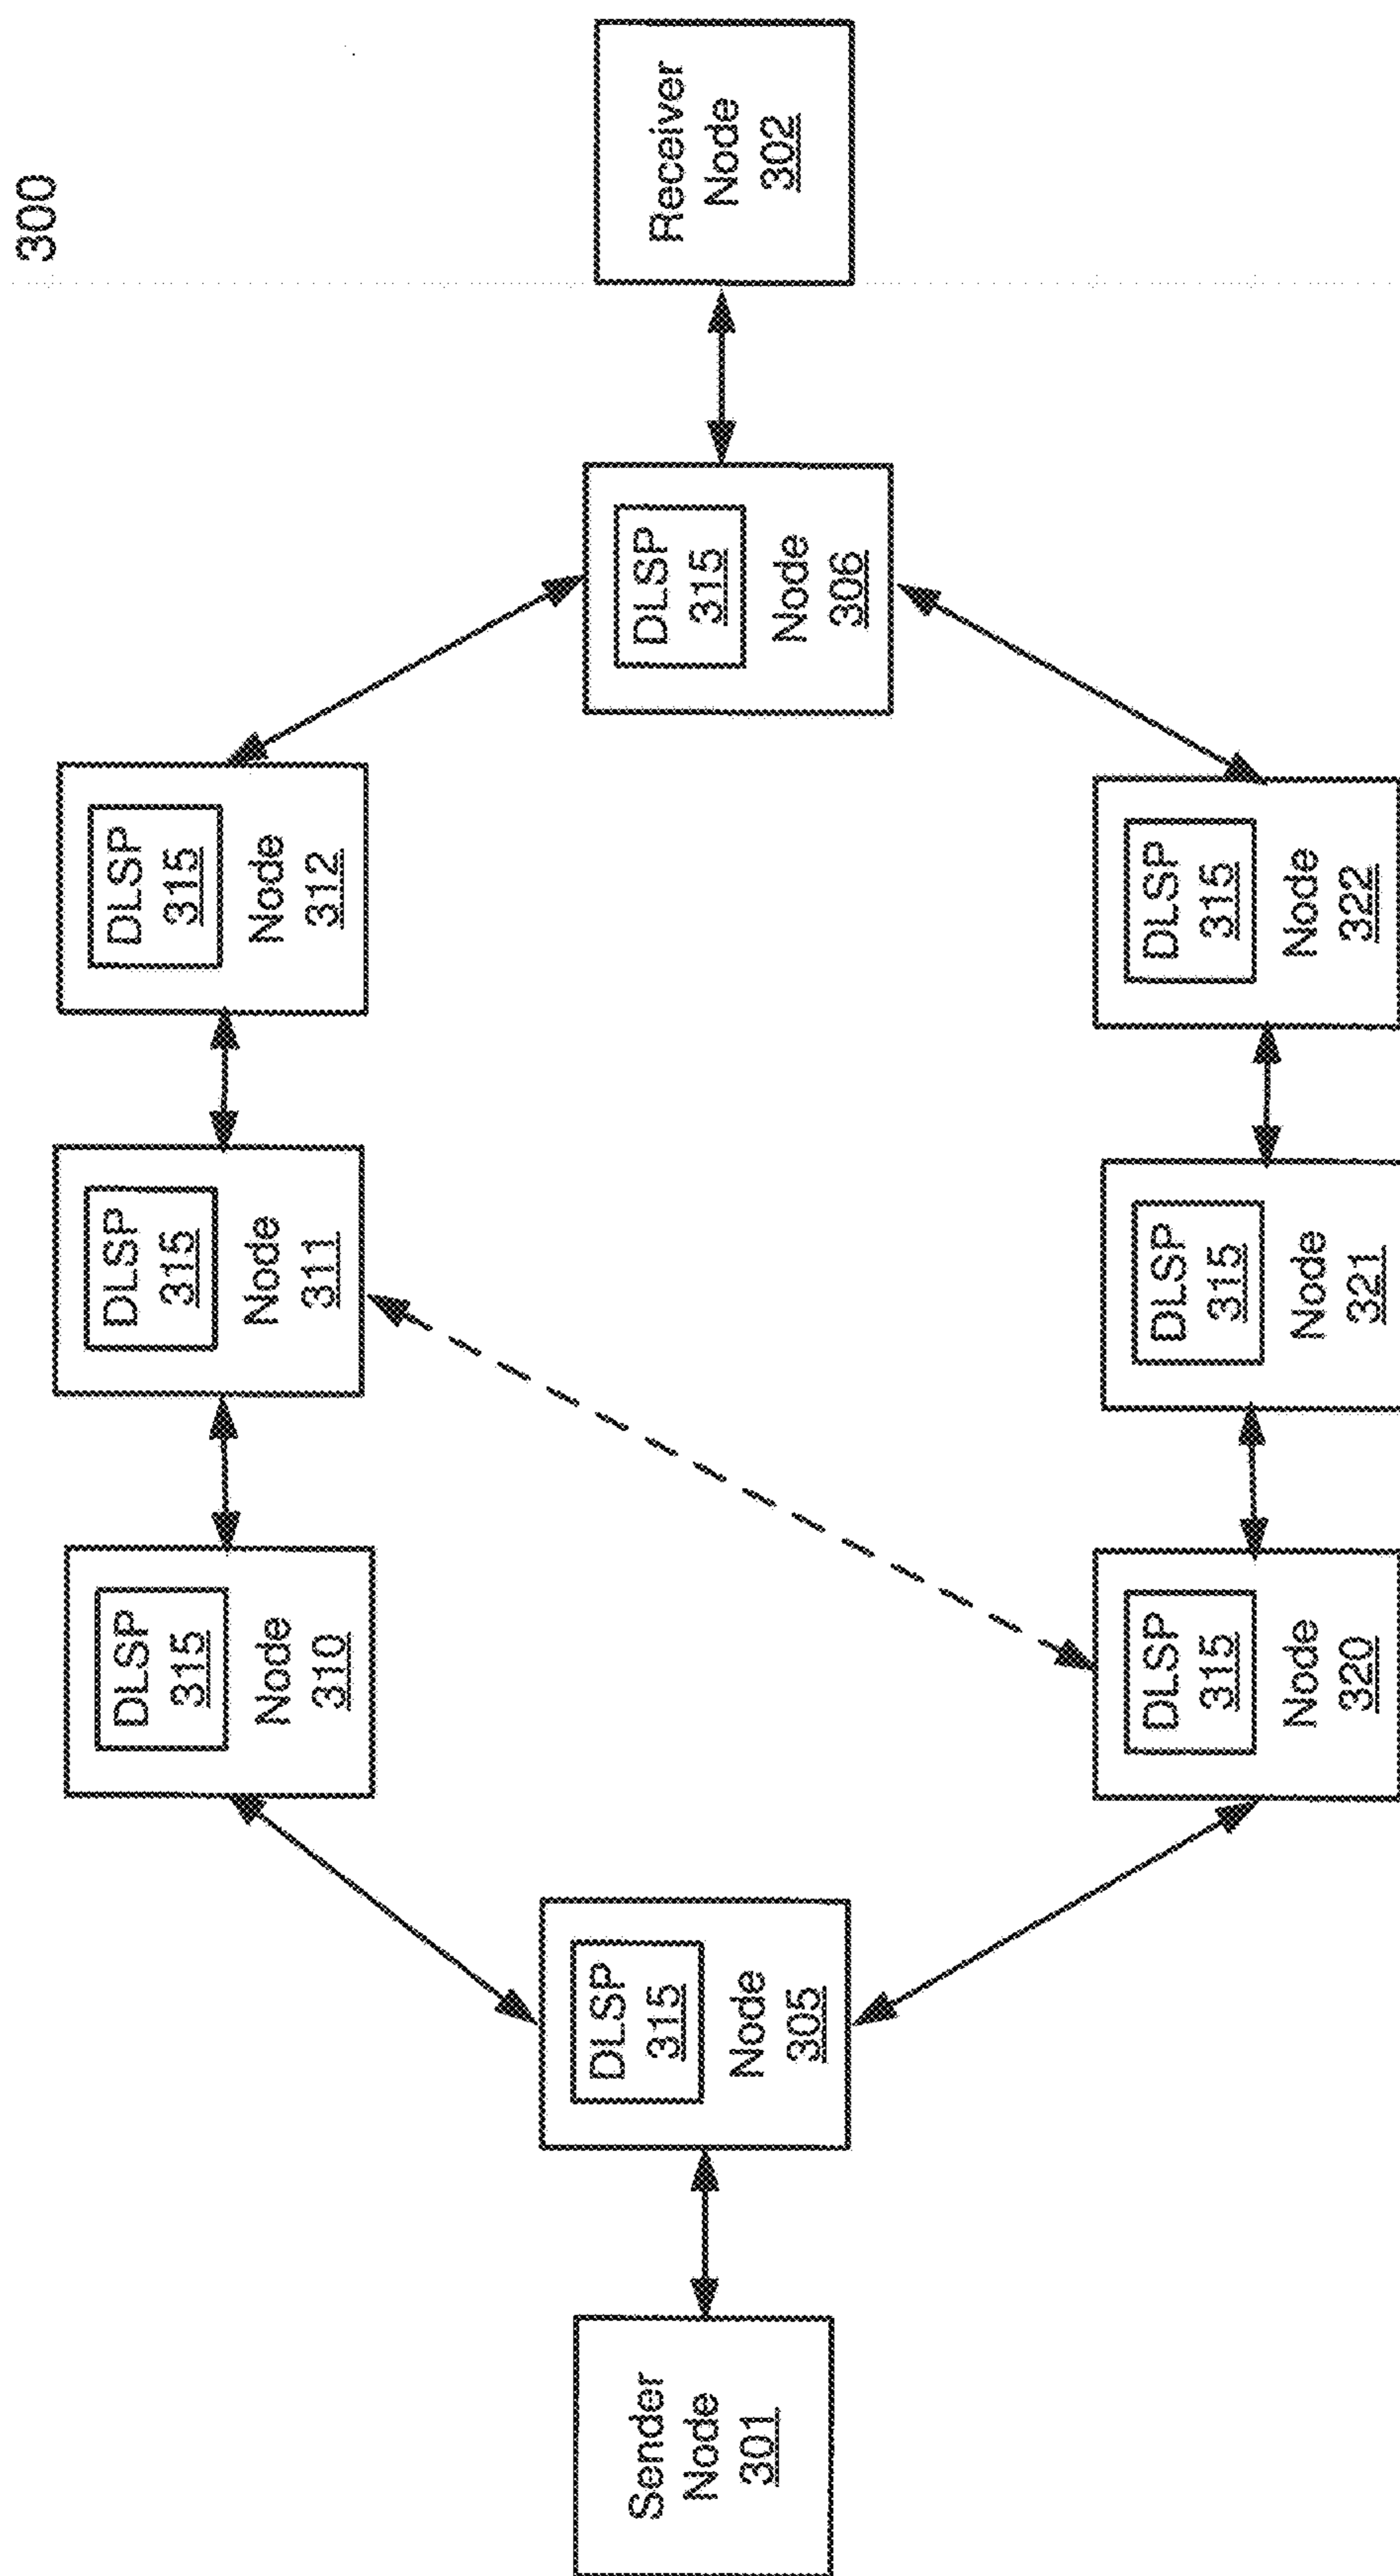 300
DLSP
315
Node
310
DLSP
315
Node
311
DLSP
315
Node
312
Sender
Node
301
DLSP
315
Node
305
DLSP
315
Node
306
Receiver
Node
302
DLSP
315
Node
320
DLSP
315
Node
321
DLSP
315
Node
322